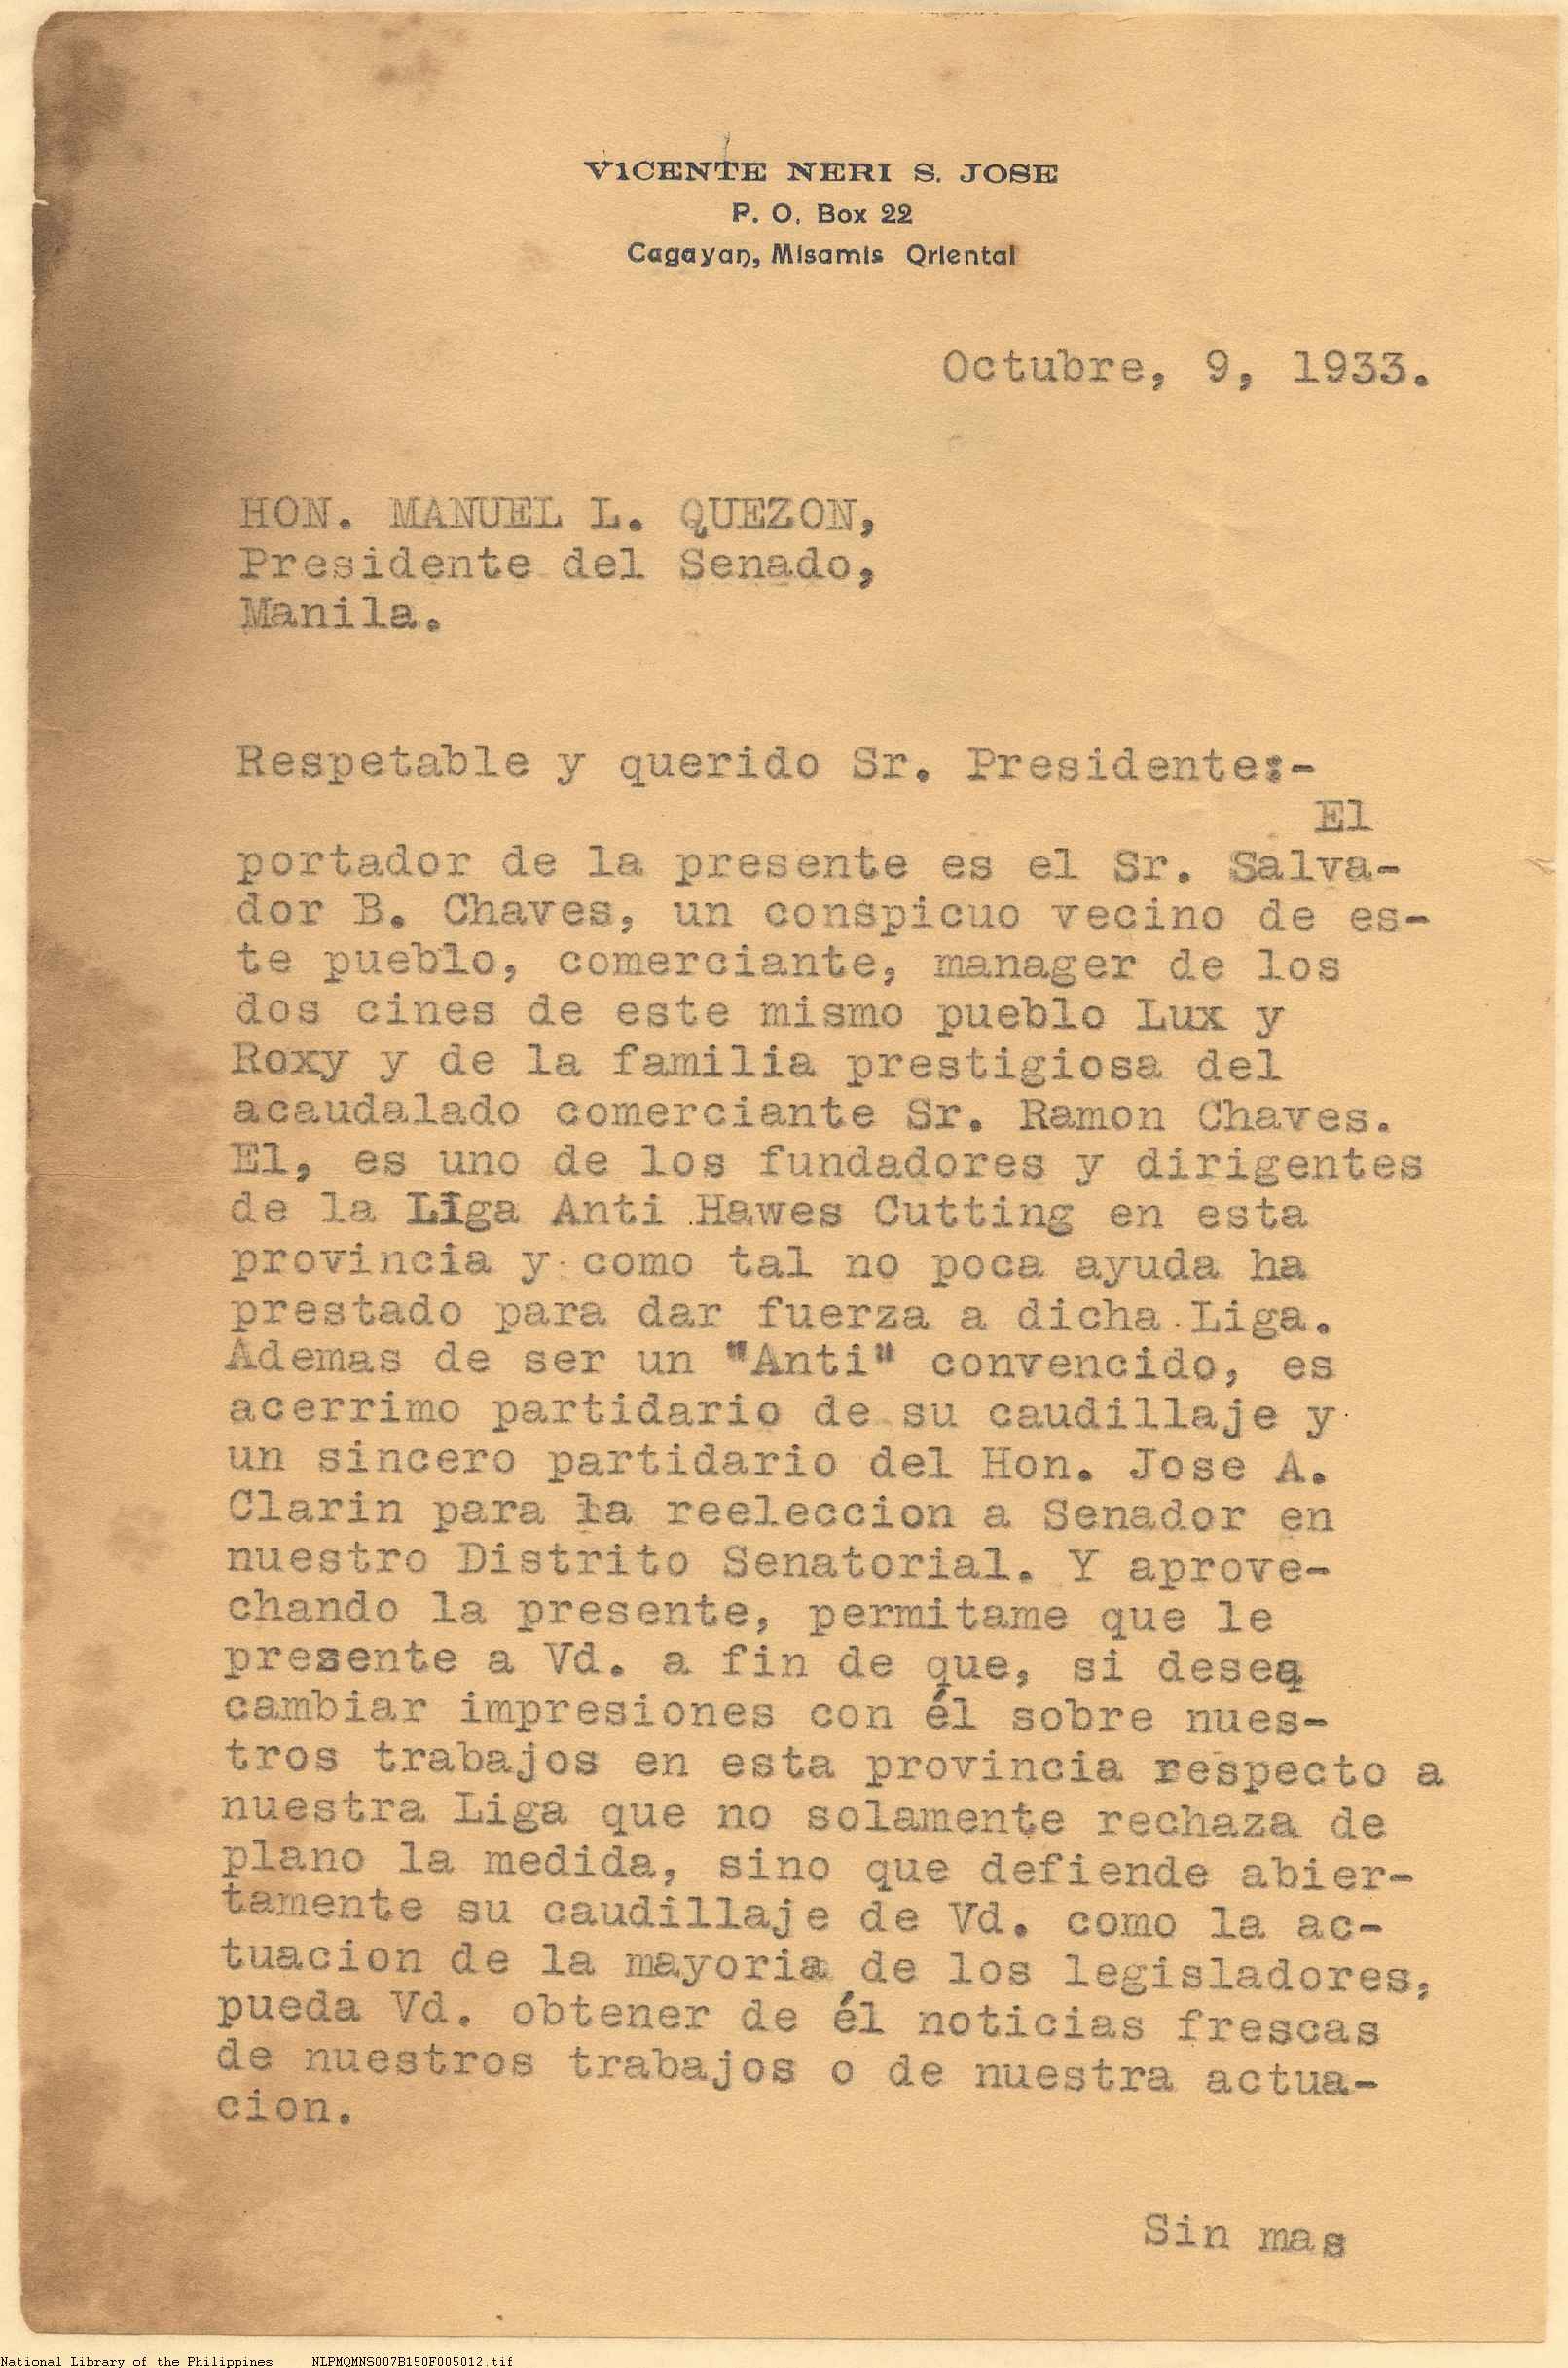 VICENTE NERI S. JOSE
P. O. Box 22
Cagayan, Misamis Oriental
Octubre, 9, 1933.
HON. MANUEL L. QUEZON,
Presidente del Senado,
Manila.
Respetable y querido Sr. Presidente:-
El
portador de la presente es el Sr. Salva-
dor B. Chaves, un conspicuo vecino de es-
te pueblo, comerciante, manager de los
dos cines de este mismo pueblo Lux y
Roxy y de la familia prestigiosa del
acaudalado comerciante Sr. Ramon Chaves.
El, es uno de los fundadores y dirigentes
de la Liga Anti Hawes Cutting en esta
provincia y como tal no poca ayuda ha
prestado para dar fuerza a dicha Liga.
Ademas de ser un "Anti" convencido, es
acerrimo partidario de su caudillaje y
un sincero partidario del Hon. Jose A.
Clarin para la reeleccion a Senador en
nuestro Distrito Senatorial. Y aprove-
chando la presente, permitame que le
presente a Vd. a fin de que, si desea
cambiar impresiones con él sobre nues-
tros trabajos en esta provincia respecto a
nuestra Liga que no solamente rechaza de
plano la medida, sino que defiende abier-
tamente su caudillaje de Vd. como la ac-
tuacion de la mayoria de los legisladores,
pueda Vd. obtener de él noticias frescas
de nuestros trabajos o de nuestra actua-
cion.
Sin mas
National Library of the Philippines NLPMQMNS007B150F005012.tif